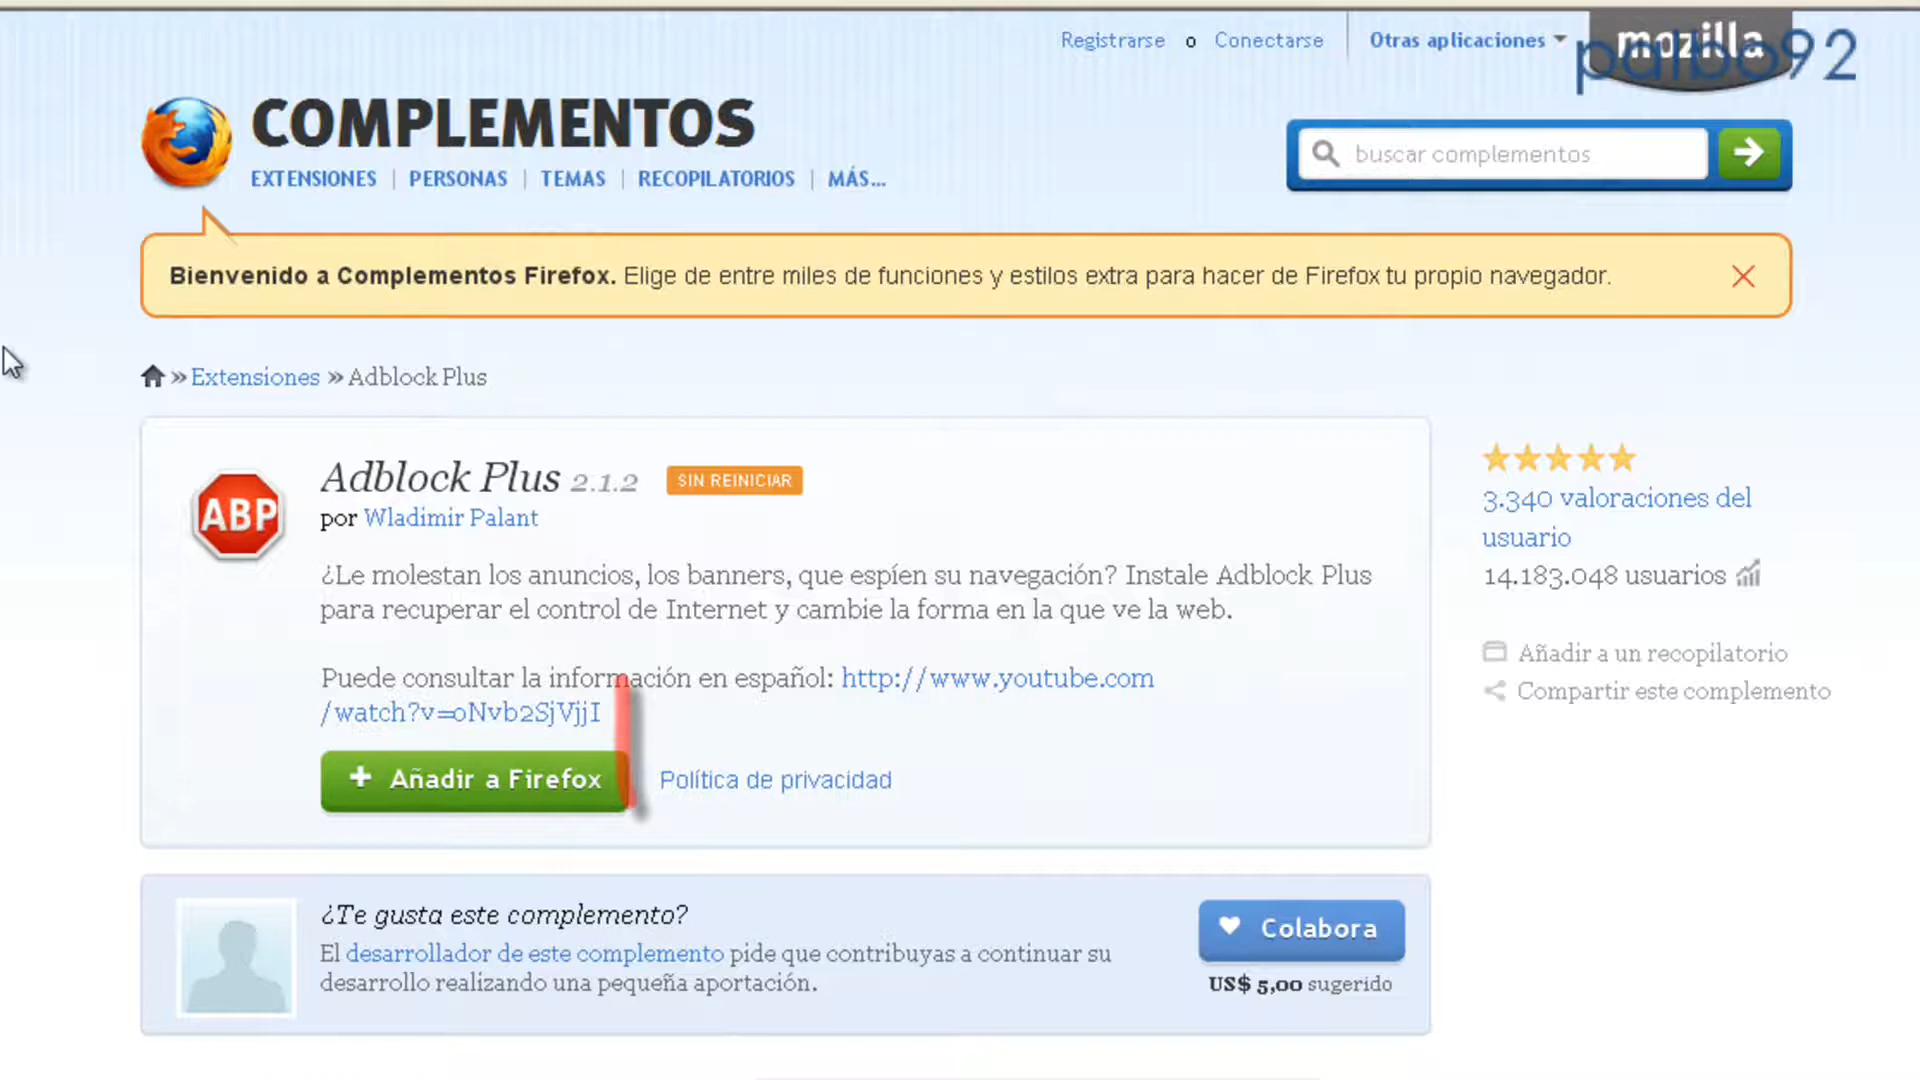 Registrarse o Conectarse
Otras aplicaciones
mozilla
palbo92
COMPLEMENTOS
EXTENSIONES | PERSONAS | TEMAS | RECOPILATORIOS | MÁS...
buscar complementos
Bienvenido a Complementos Firefox. Elige de entre miles de funciones y estilos extra para hacer de Firefox tu propio navegador.
» Extensiones » Adblock Plus
ABP
Adblock Plus 2.1.2 SIN REINICIAR
por Wladimir Palant
¿Le molestan los anuncios, los banners, que espíen su navegación? Instale Adblock Plus
para recuperar el control de Internet y cambie la forma en la que ve la web.
Puede consultar la información en español: http://www.youtube.com
/watch?v=oNvb2SjVjjI
+ Añadir a Firefox
Política de privacidad
3.340 valoraciones del
usuario
14.183.048 usuarios
Añadir a un recopilatorio
Compartir este complemento
¿Te gusta este complemento?
El desarrollador de este complemento pide que contribuyas a continuar su
desarrollo realizando una pequeña aportación.
Colabora
US$ 5,00 sugerido